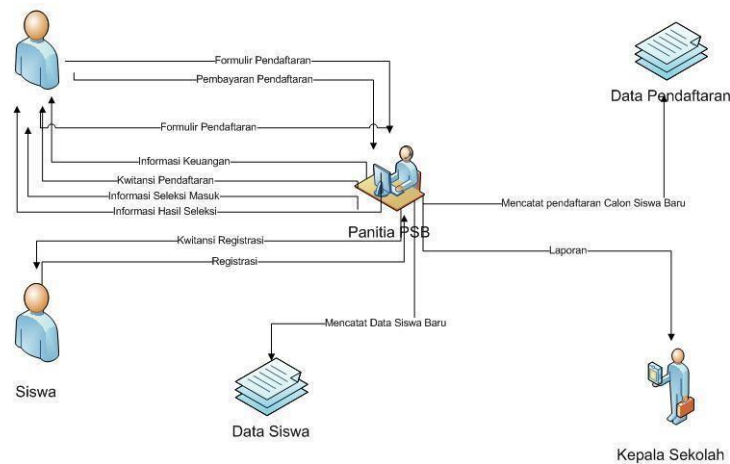 Formulir Pendaftaran
Pembayaran Pendaftaran
Data Pendaftaran
Formulir Pendaftaran
Informasi Keuangan
Kwitansi Pendaftaran
Informasi Seleksi Masuk
Informasi Hasil Seleksi
Mencatat pendaftaran Calon Siswa Baru
Panitia PSB
Kwitansi Registrasi
Registrasi
Laporan
Mencatat Data Siswa Baru
Siswa
Data Siswa
Kepala Sekolah